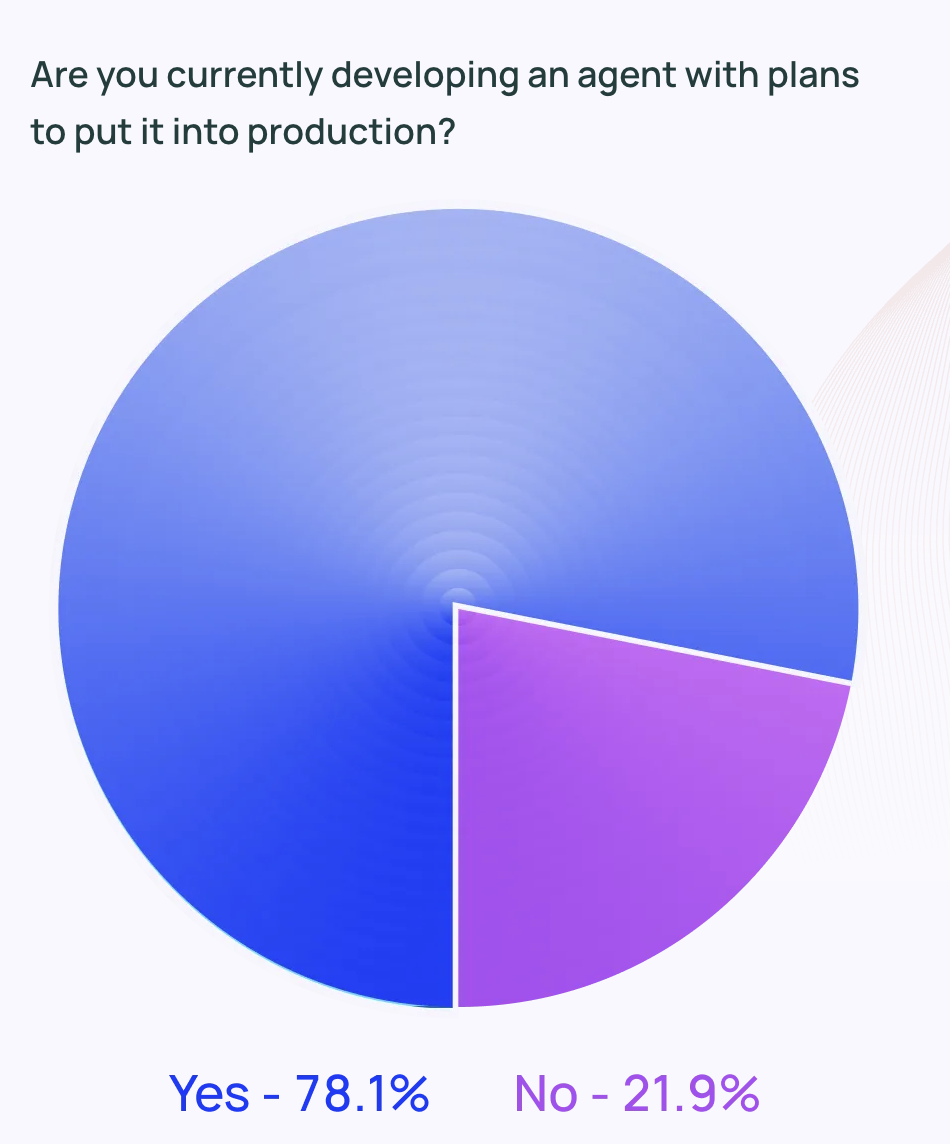 Are you currently developing an agent with plans
to put it into production?
Yes - 78.1% No - 21.9%